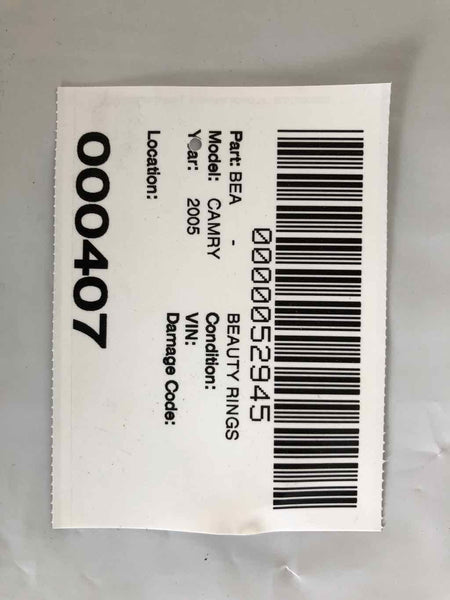 0000052945
Part: BEA - BEAUTY RINGS
Model: CAMRY Condition:
Year: 2005 VIN:
Damage Code:
Location:
000407